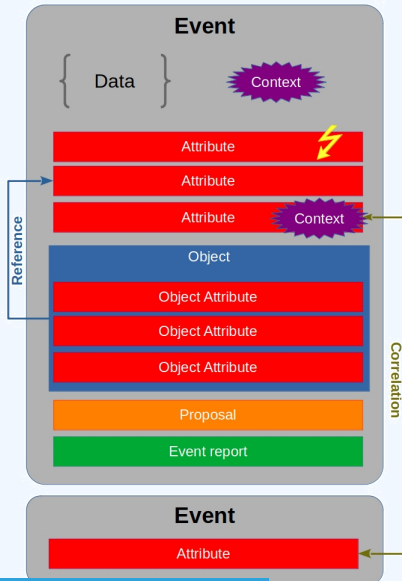 Event
{ Data }
Context
Attribute
Attribute
Attribute
Context
Reference
Object
Object Attribute
Object Attribute
Object Attribute
Correlation
Proposal
Event report
Event
Attribute